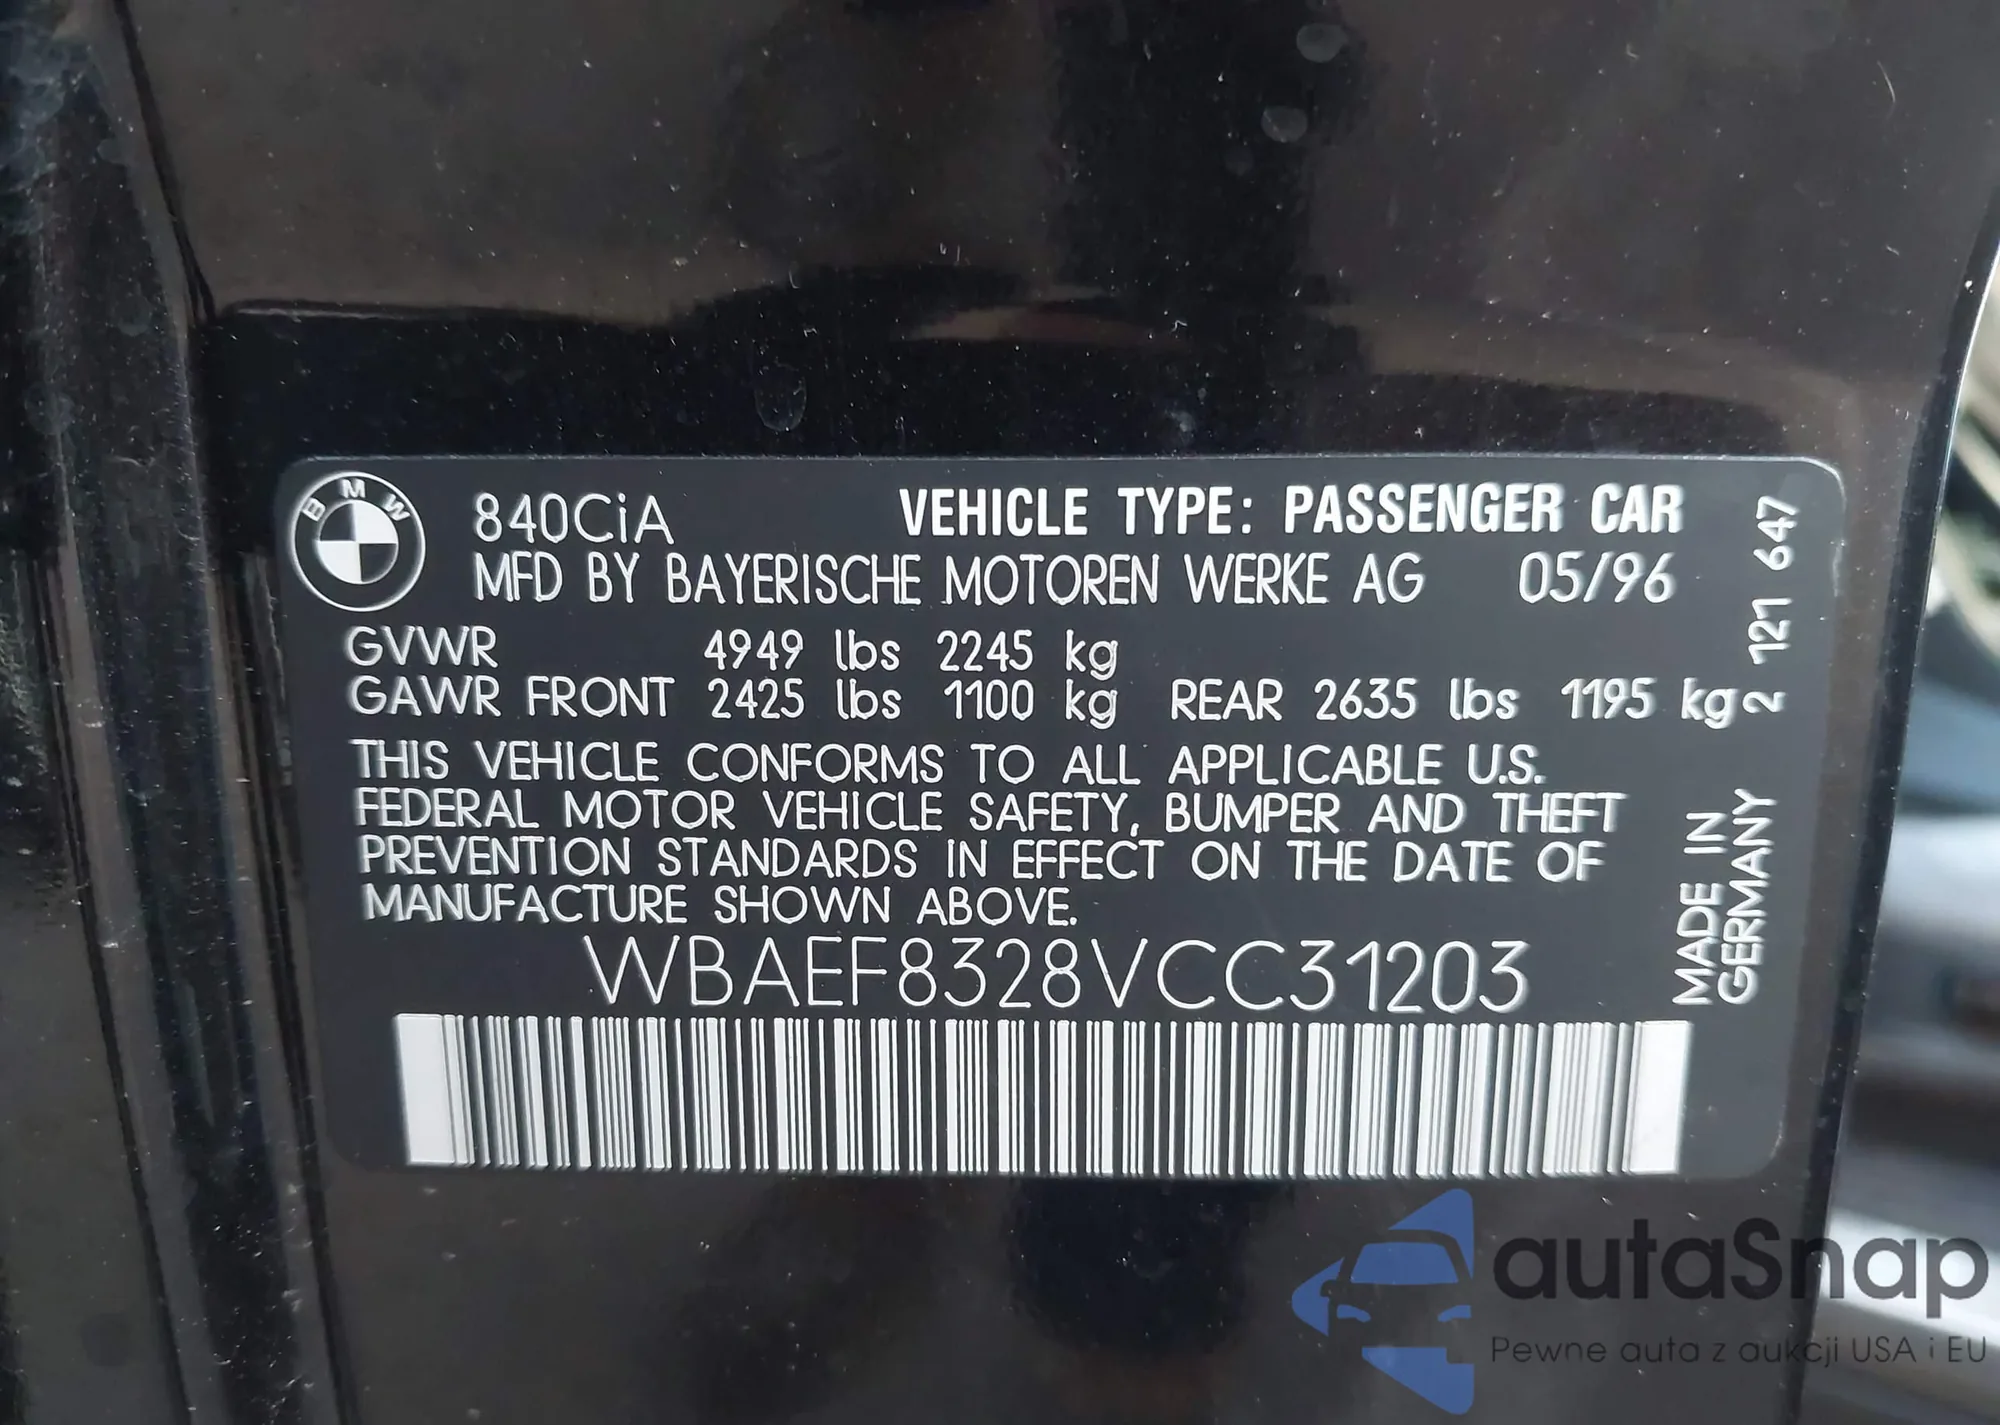 BMW
840CiA VEHICLE TYPE: PASSENGER CAR
MFD BY BAYERISCHE MOTOREN WERKE AG 05/96
GVWR 4949 lbs 2245 kg
GAWR FRONT 2425 lbs 1100 kg REAR 2635 lbs 1195 kg
THIS VEHICLE CONFORMS TO ALL APPLICABLE U.S.
FEDERAL MOTOR VEHICLE SAFETY, BUMPER AND THEFT
PREVENTION STANDARDS IN EFFECT ON THE DATE OF
MANUFACTURE SHOWN ABOVE.
WBAEF8328VCC31203
2 121 647
MADE IN
GERMANY
autaSnap
Pewne auta z aukcji USA i EU